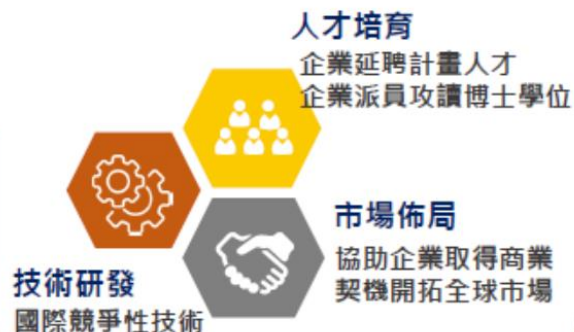 人才培育
企業延聘計畫人才
企業派員攻讀博士學位
市場佈局
協助企業取得商業
契機開拓全球市場
技術研發
國際競爭性技術